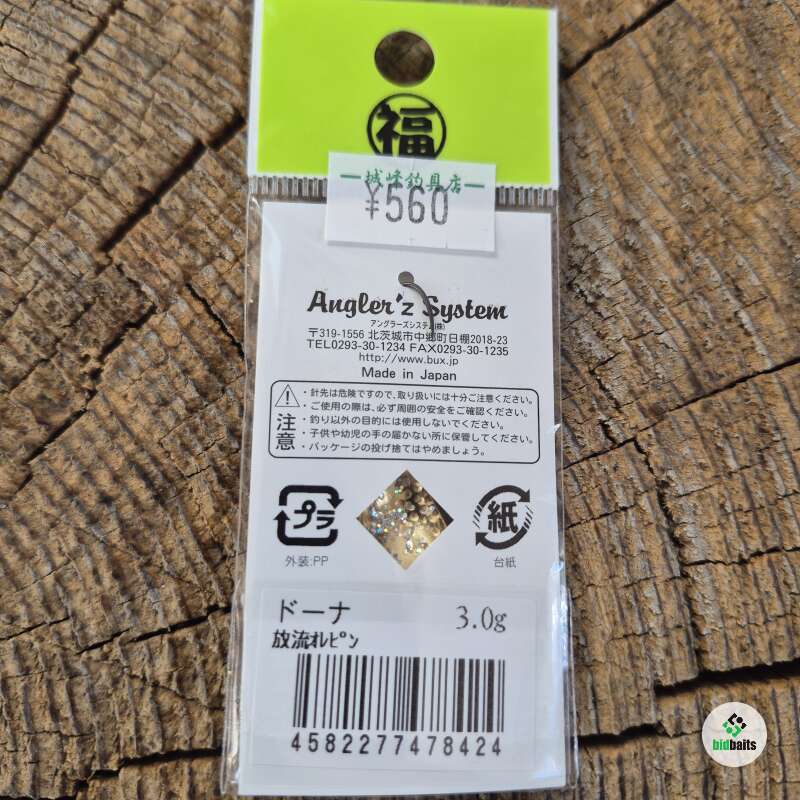 福
城峰釣具店
¥560
Angler'z System
アングラーズシステム(株)
〒319-1556 北茨城市中郷町日棚2018-23
TEL0293-30-1234 FAX0293-30-1235
http://www.bux.jp
Made in Japan
注意
・針先は危険ですので、取り扱いには十分ご注意ください。
・ご使用の際は、必ず周囲の安全をご確認ください。
・釣り以外の目的には使用しないでください。
・子供や幼児の手の届かない所に保管してください。
・パッケージの投げ捨てはやめましょう。
プラ
紙
外装:PP
台紙
ドーナ 3.0g
放流オレピン
4582277478424
bidbaits